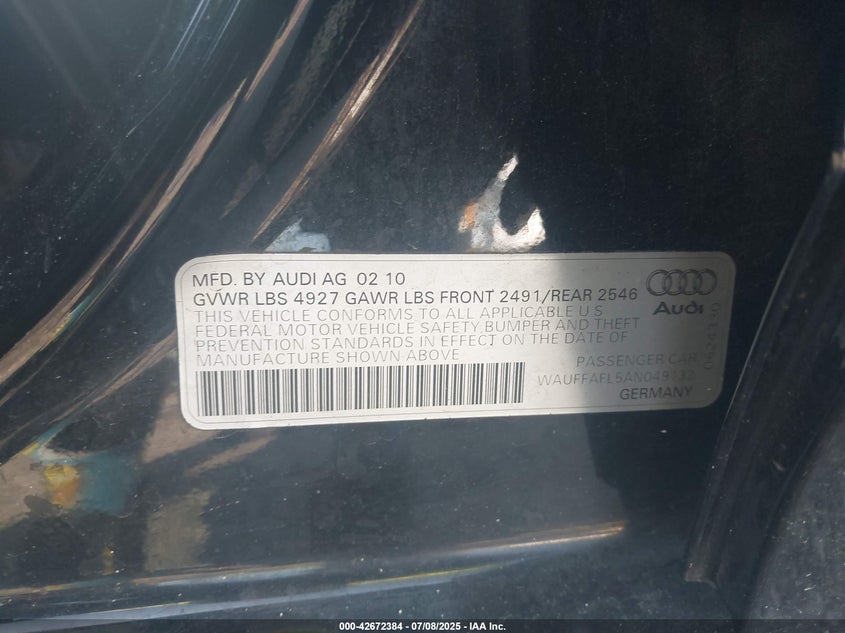 MFD. BY AUDI AG 02 10
GVWR LBS 4927 GAWR LBS FRONT 2491/REAR 2546
THIS VEHICLE CONFORMS TO ALL APPLICABLE U S
FEDERAL MOTOR VEHICLE SAFETY,BUMPER AND THEFT
PREVENTION STANDARDS IN EFFECT ON THE DATE OF
MANUFACTURE SHOWN ABOVE
Audi
PASSENGER CAR
WAUFFAFL5AN049132
GERMANY
000-42672384 - 07/08/2025 - IAA Inc.